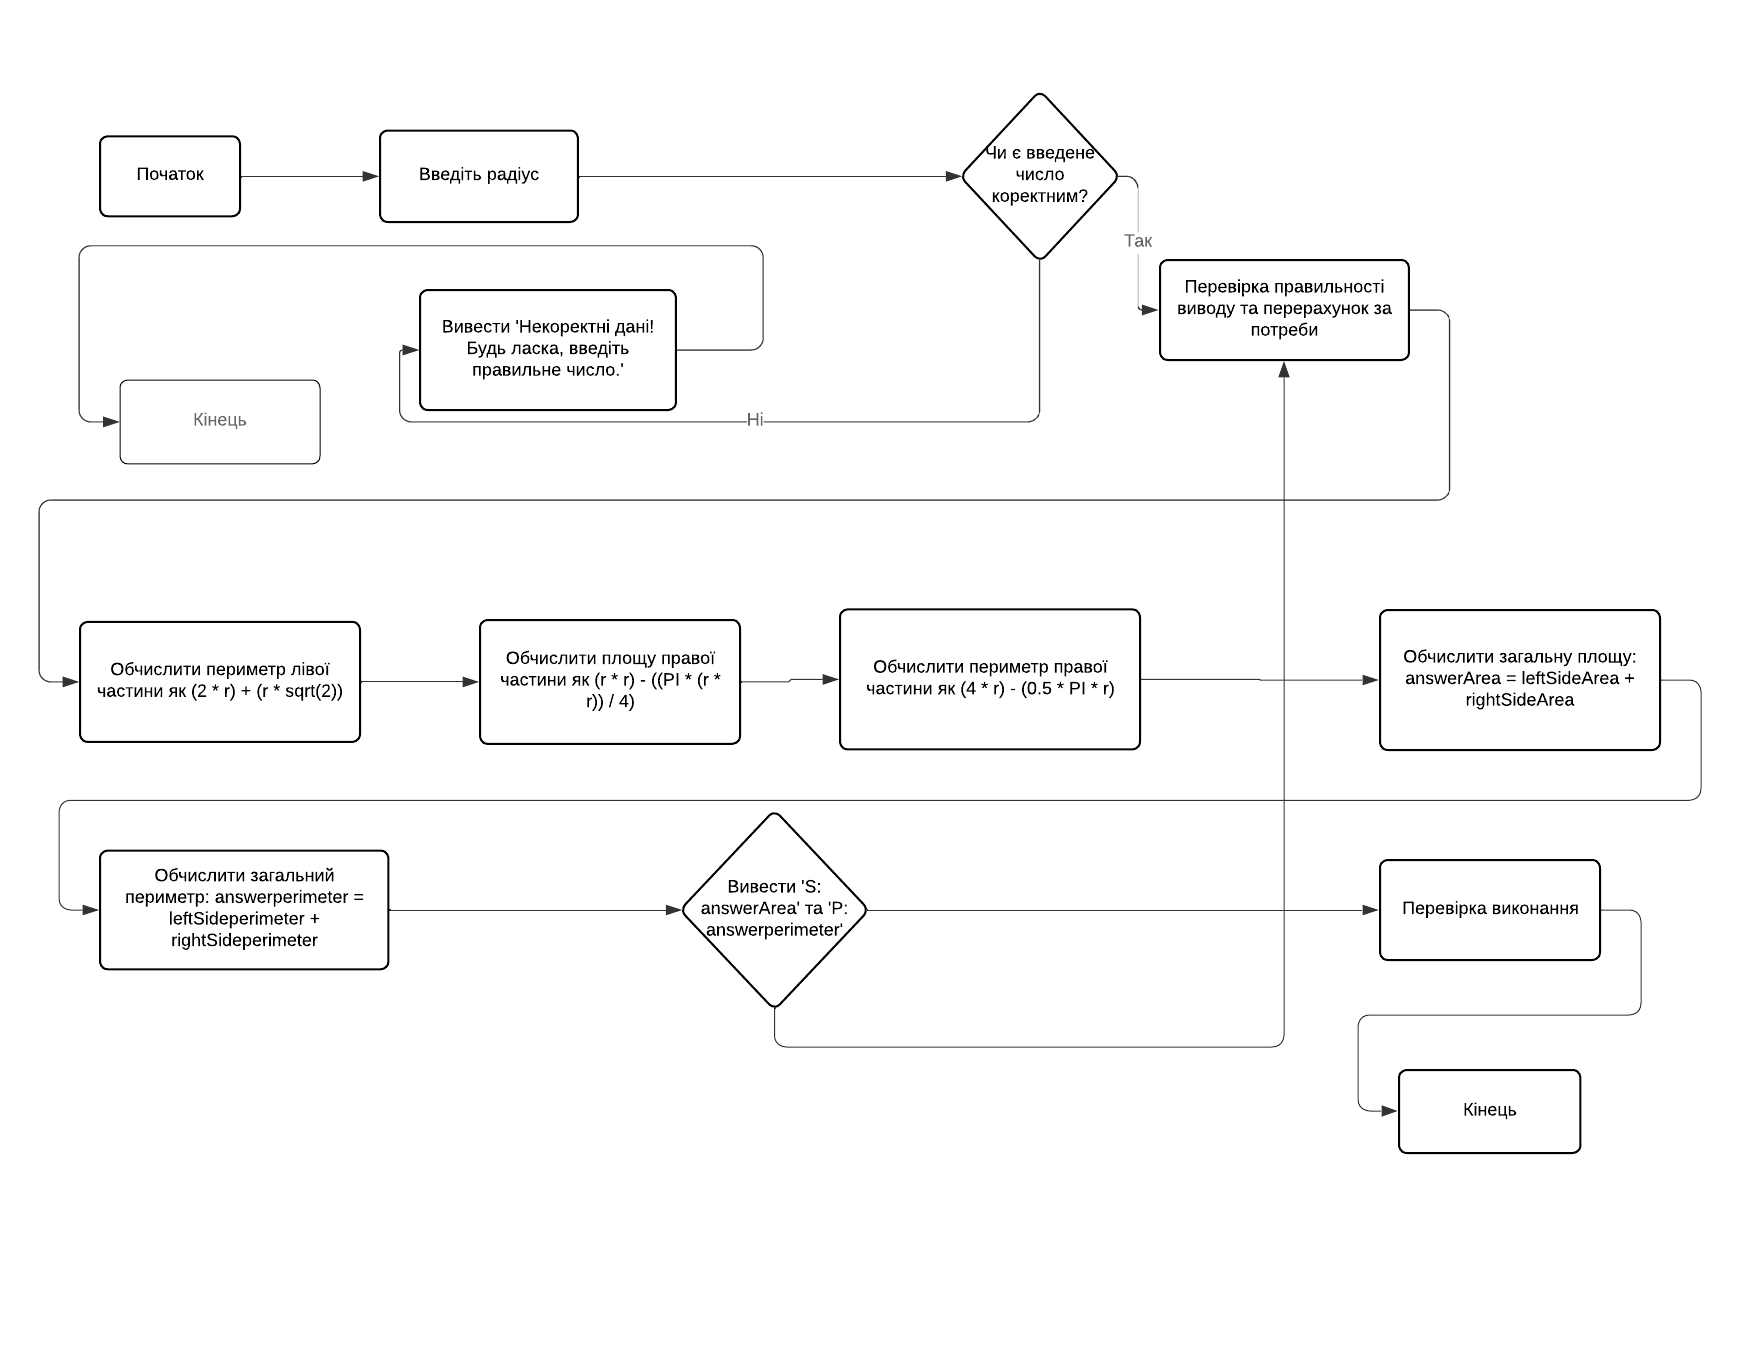 Початок
Введіть радіус
Чи є введене
число
коректним?
Так
Перевірка правильності
виводу та перерахунок за
потреби
Вивести 'Некоректні дані!
Будь ласка, введіть
правильне число.'
Ні
Кінець
Обчислити периметр лівої
частини як (2 * r) + (r * sqrt(2))
Обчислити площу правої
частини як (r * r) - ((PI * (r *
r)) / 4)
Обчислити периметр правої
частини як (4 * r) - (0.5 * PI * r)
Обчислити загальну площу:
answerArea = leftSideArea +
rightSideArea
Обчислити загальний
периметр: answerperimeter =
leftSideperimeter +
rightSideperimeter
Вивести 'S:
answerArea' та 'P:
answerperimeter'
Перевірка виконання
Кінець